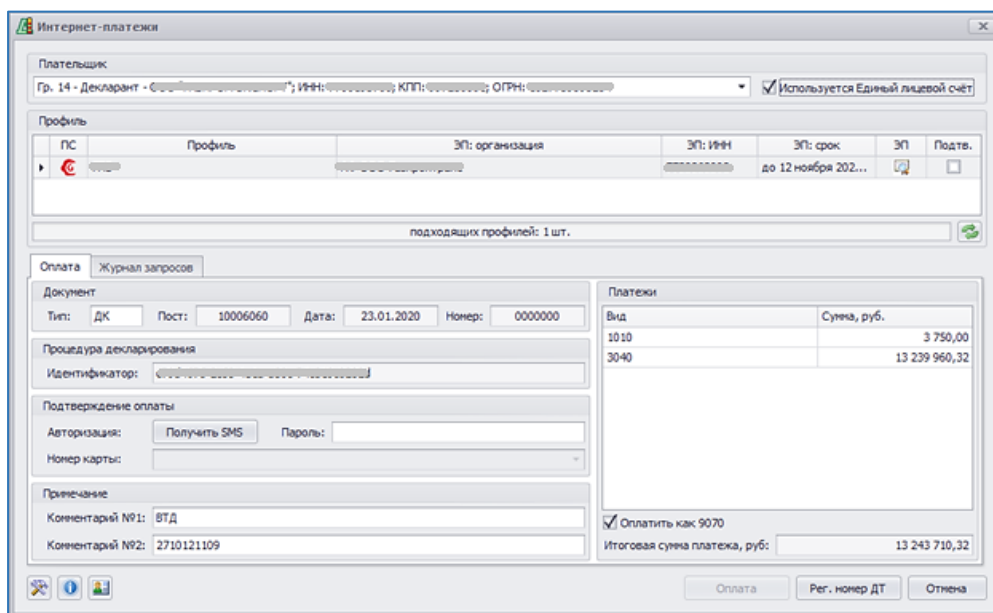 Интернет-платежи
Плательщик
Гр. 14 - Декларант - ИНН: КПП: ОГРН:
Используется Единый лицевой счёт
Профиль
ПС Профиль ЭП: организация ЭП: ИНН ЭП: срок ЭП Подтв.
до 12 ноября 202...
подходящих профилей: 1 шт.
Оплата Журнал запросов
Документ
Тип: ДК Пост: 10006060 Дата: 23.01.2020 Номер: 0000000
Процедура декларирования
Идентификатор:
Подтверждение оплаты
Авторизация: Получить SMS Пароль:
Номер карты:
Примечание
Комментарий №1: ВТД
Комментарий №2: 2710121109
Платежи
Вид Сумма, руб.
1010 3 750,00
3040 13 239 960,32
Оплатить как 9070
Итоговая сумма платежа, руб: 13 243 710,32
Оплата Рег. номер ДТ Отмена